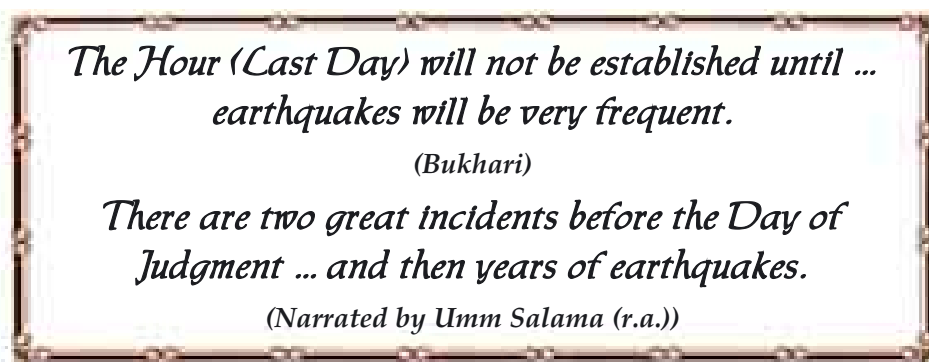 The Hour (Last Day) will not be established until ...
earthquakes will be very frequent.
(Bukhari)
There are two great incidents before the Day of
Judgment ... and then years of earthquakes.
(Narrated by Umm Salama (r.a.))